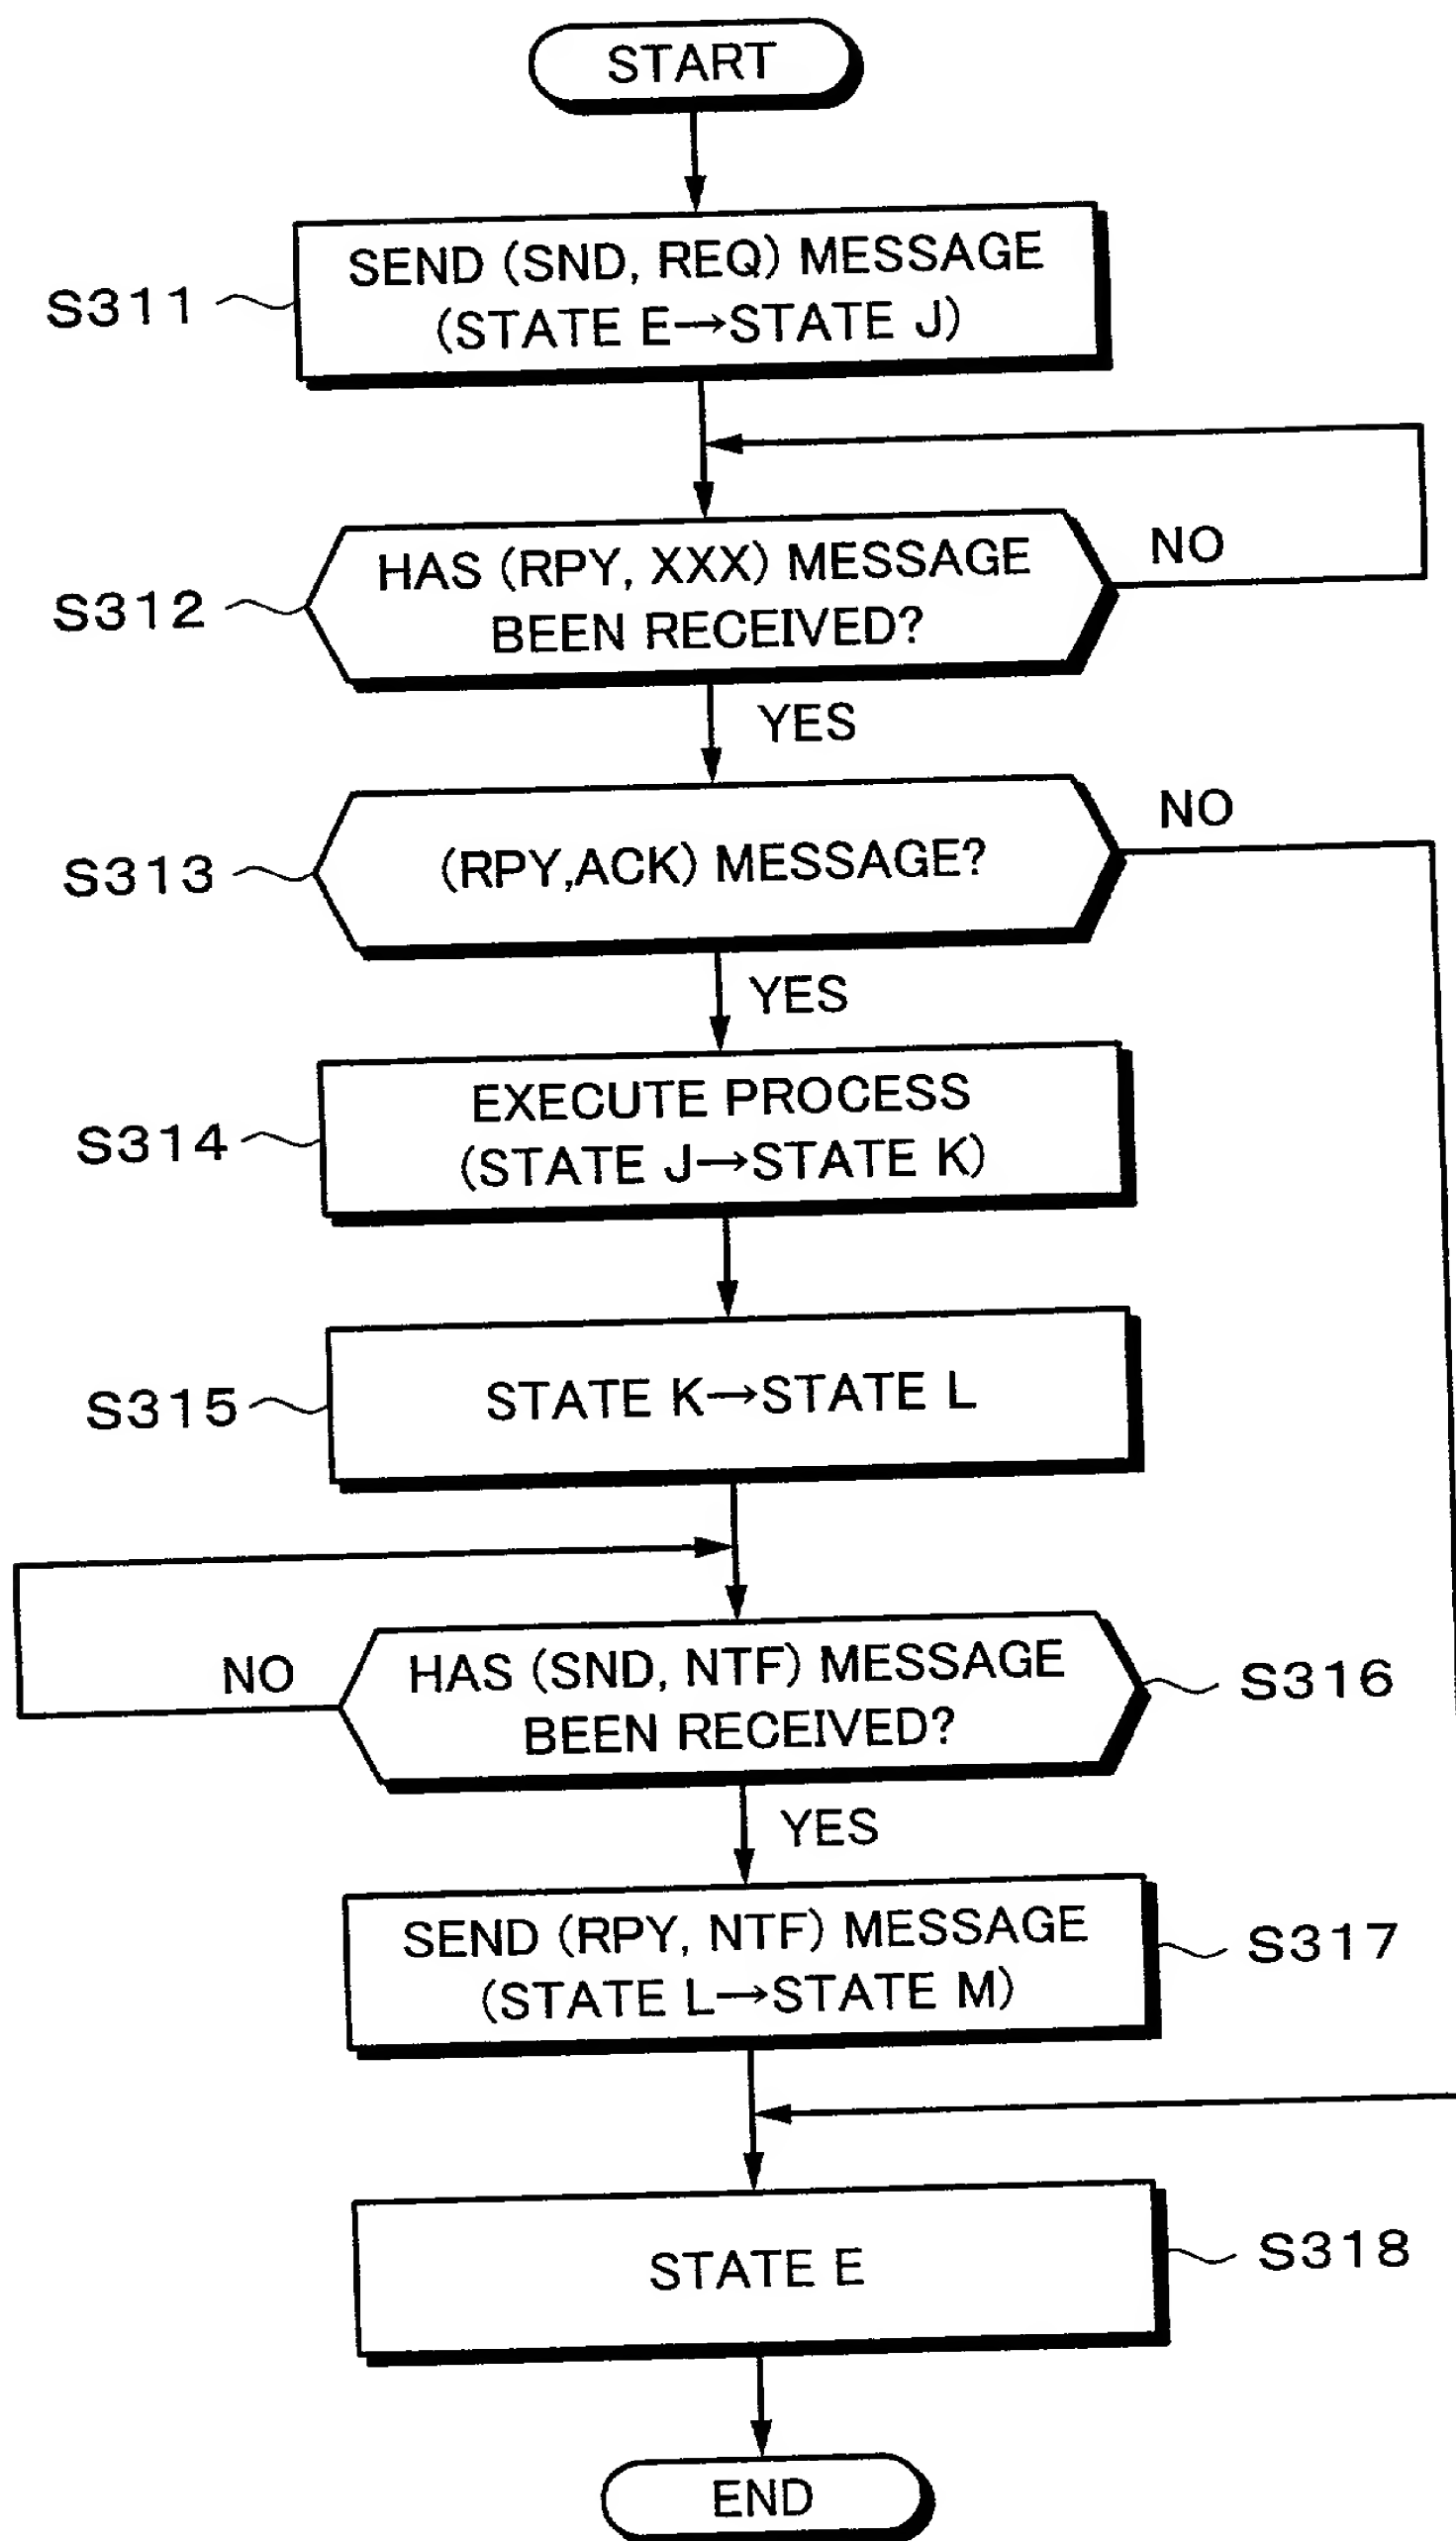 START
SEND (SND, REQ) MESSAGE
(STATE E→STATE J)
S311
HAS (RPY, XXX) MESSAGE
BEEN RECEIVED?
NO
S312
YES
(RPY,ACK) MESSAGE?
NO
S313
YES
EXECUTE PROCESS
(STATE J→STATE K)
S314
STATE K→STATE L
S315
NO
HAS (SND, NTF) MESSAGE
BEEN RECEIVED?
S316
YES
SEND (RPY, NTF) MESSAGE
(STATE L→STATE M)
S317
STATE E
S318
END